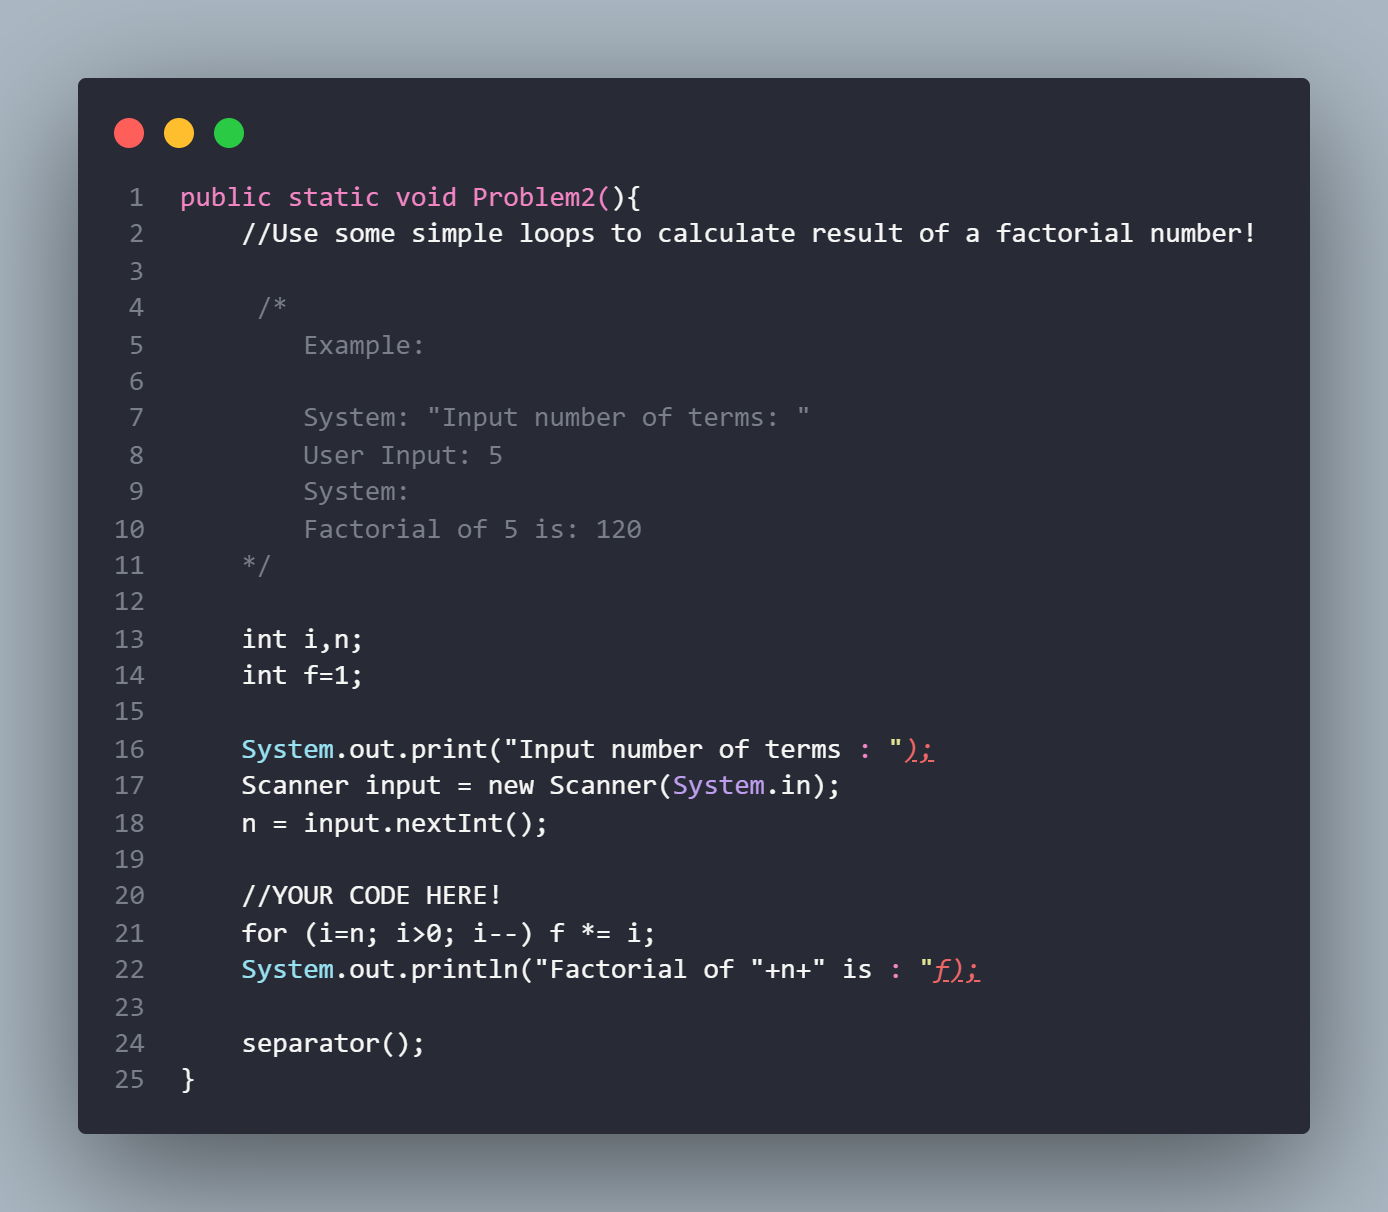 1 public static void Problem2(){
2 //Use some simple loops to calculate result of a factorial number!
3
4 /*
5 Example:
6
7 System: "Input number of terms: "
8 User Input: 5
9 System:
10 Factorial of 5 is: 120
11 */
12
13 int i,n;
14 int f=1;
15
16 System.out.print("Input number of terms : ");
17 Scanner input = new Scanner(System.in);
18 n = input.nextInt();
19
20 //YOUR CODE HERE!
21 for (i=n; i>0; i--) f *= i;
22 System.out.println("Factorial of "+n+" is : "f);
23
24 separator();
25 }